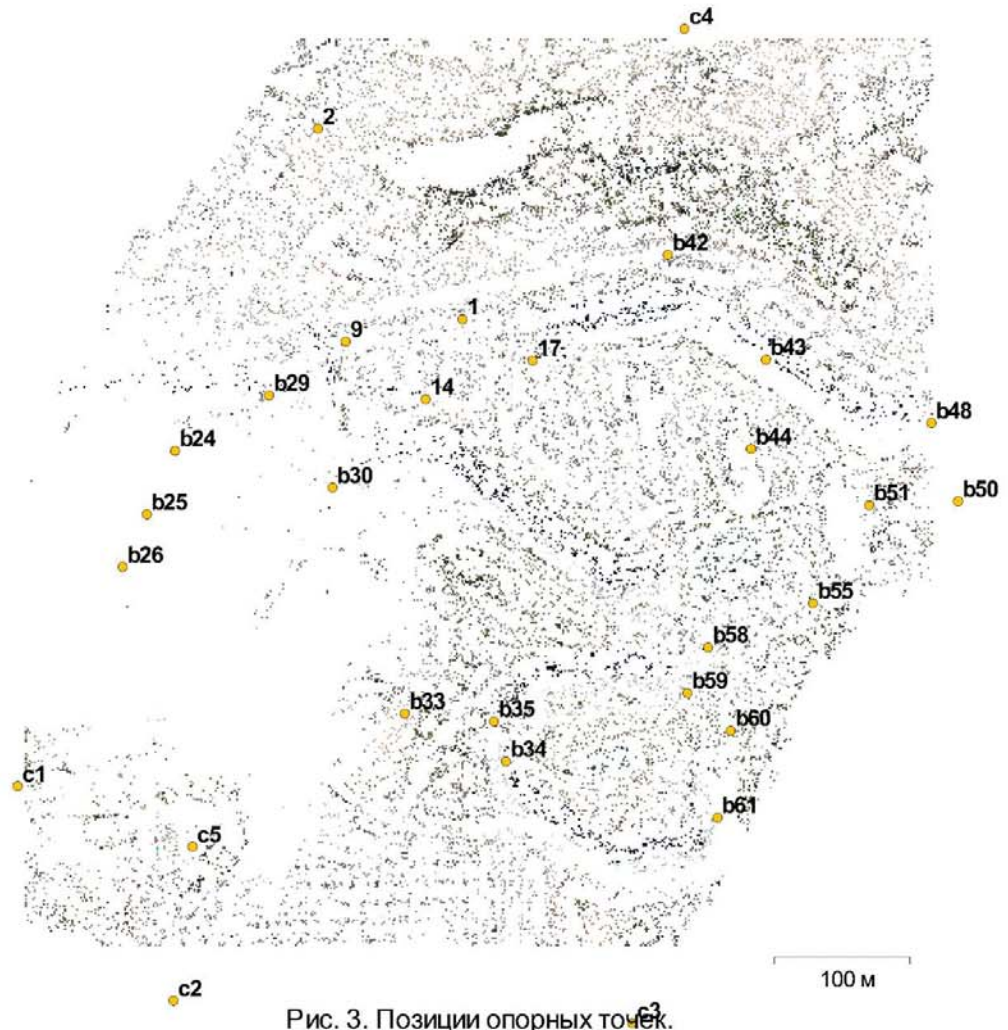 c4
2
b42
1
9
17
b43
b29
14
b48
b24
b44
b30
b51
b50
b25
b26
b55
b58
b59
b33
b35
b60
b34
c1
b61
c5
100 м
c2
c3
Рис. 3. Позиции опорных точек.